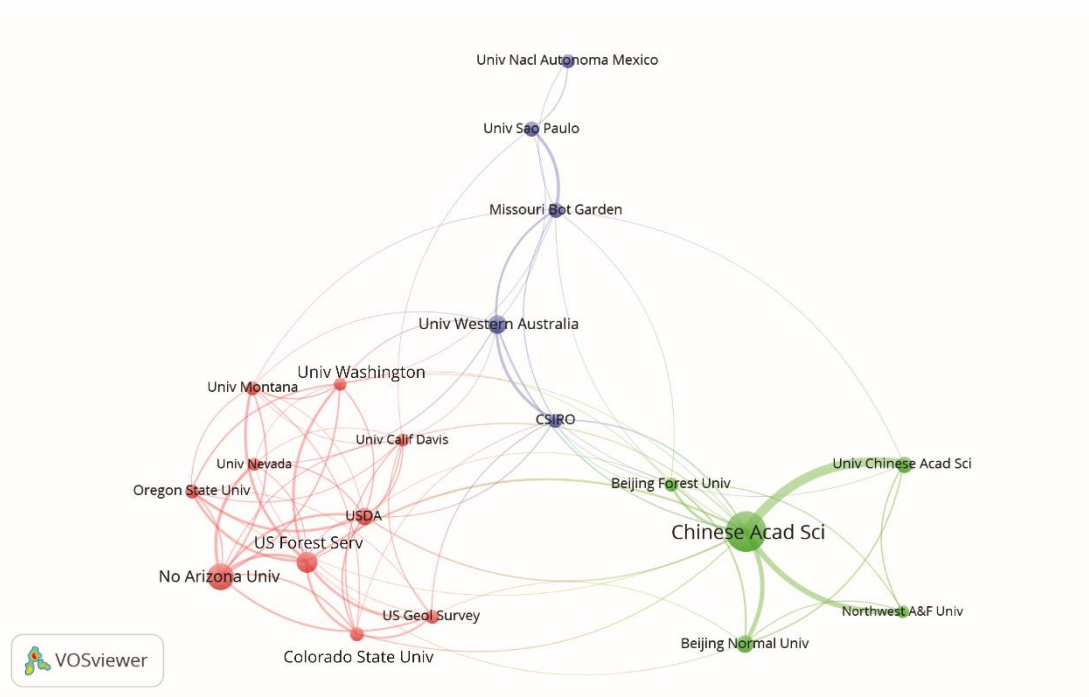 Univ Nacl Autonoma Mexico
Univ Sao Paulo
Missouri Bot Garden
Univ Western Australia
Univ Washington
Univ Montana
CSIRO
Univ Calif Davis
Univ Nevada
Univ Chinese Acad Sci
Oregon State Univ
Beijing Forest Univ
USDA
Chinese Acad Sci
US Forest Serv
No Arizona Univ
Northwest A&F Univ
US Geol Survey
Beijing Normal Univ
Colorado State Univ
VOSviewer